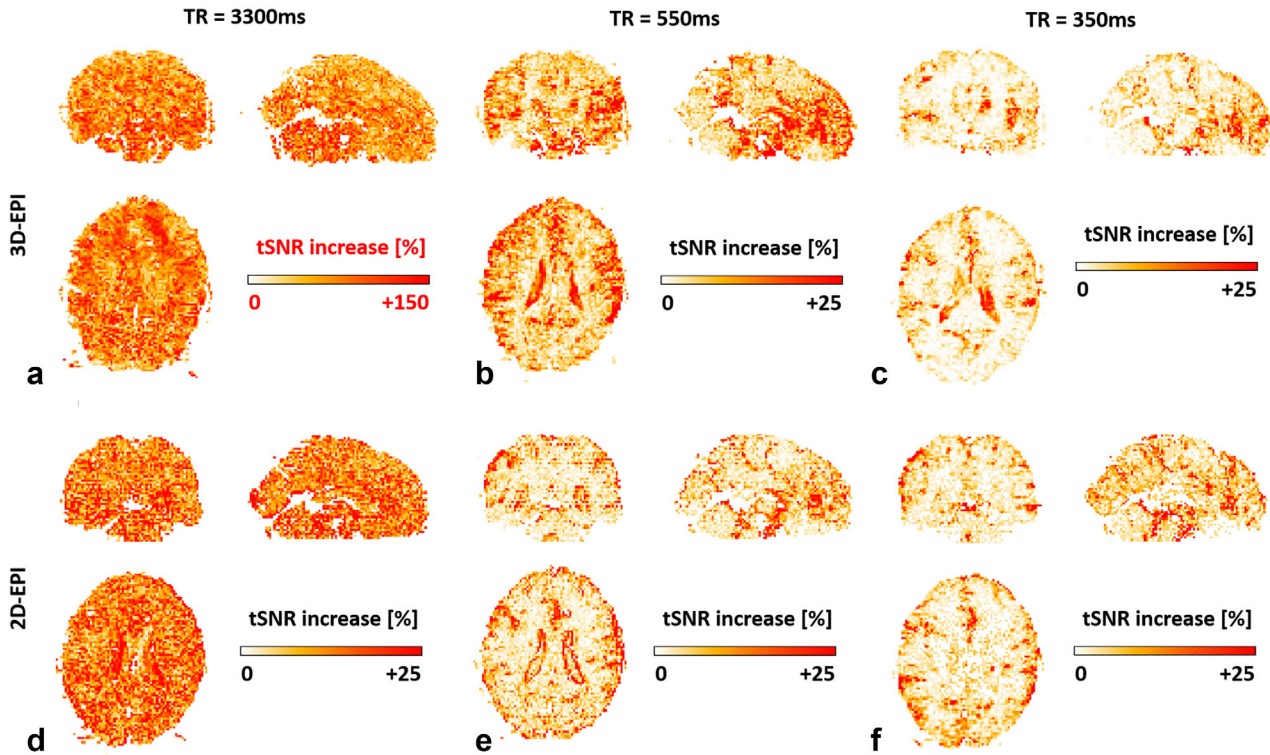 TR = 3300ms
TR = 550ms
TR = 350ms
3D-EPI
tSNR increase [%]
0 +150
tSNR increase [%]
0 +25
tSNR increase [%]
0 +25
a
b
c
2D-EPI
tSNR increase [%]
0 +25
tSNR increase [%]
0 +25
tSNR increase [%]
0 +25
d
e
f